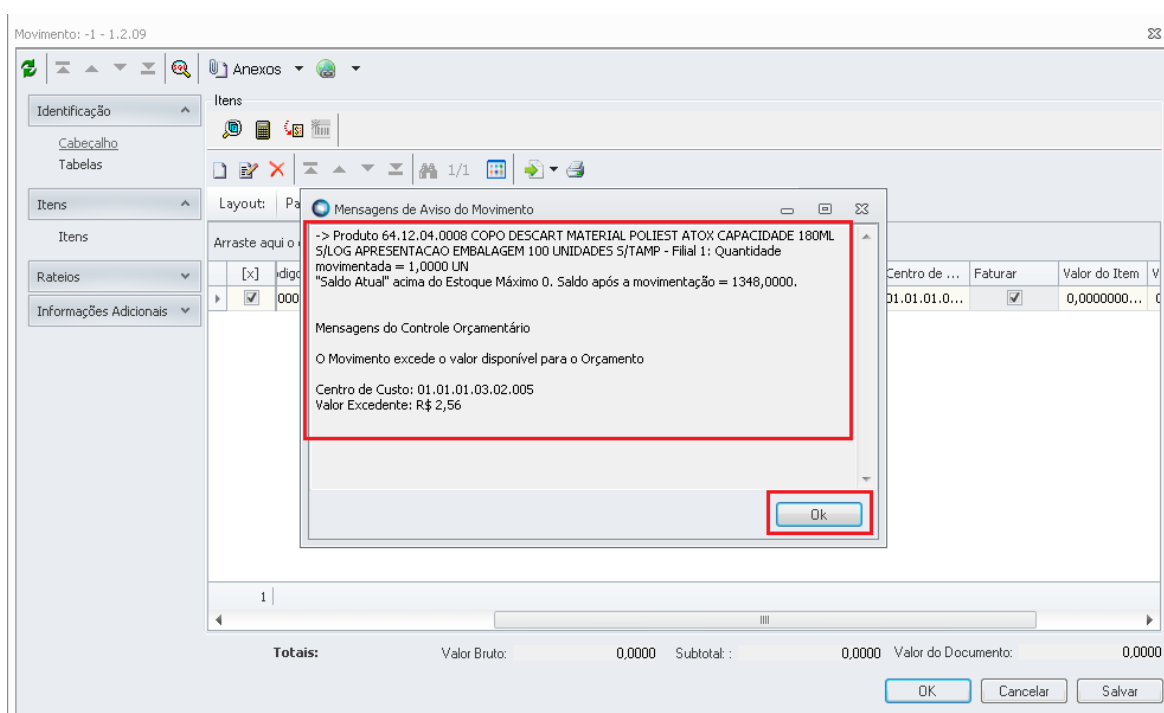 Movimento: -1 - 1.2.09
Anexos
Identificação
Cabeçalho
Tabelas
Itens
Itens
Rateios
Informações Adicionais
Itens
1/1
Layout:
Arraste aqui o
[x]
Centro de ...
Faturar
Valor do Item
V
000
01.01.01.0...
0,0000000...
Mensagens de Aviso do Movimento
-> Produto 64.12.04.0008 COPO DESCART MATERIAL POLIEST ATOX CAPACIDADE 180ML
S/LOG APRESENTACAO EMBALAGEM 100 UNIDADES S/TAMP - Filial 1: Quantidade
movimentada = 1,0000 UN
"Saldo Atual" acima do Estoque Máximo 0. Saldo após a movimentação = 1348,0000.
Mensagens do Controle Orçamentário
O Movimento excede o valor disponível para o Orçamento
Centro de Custo: 01.01.01.03.02.005
Valor Excedente: R$ 2,56
Ok
1
Totais:
Valor Bruto:
0,0000
Subtotal: :
0,0000
Valor do Documento:
0,0000
OK
Cancelar
Salvar